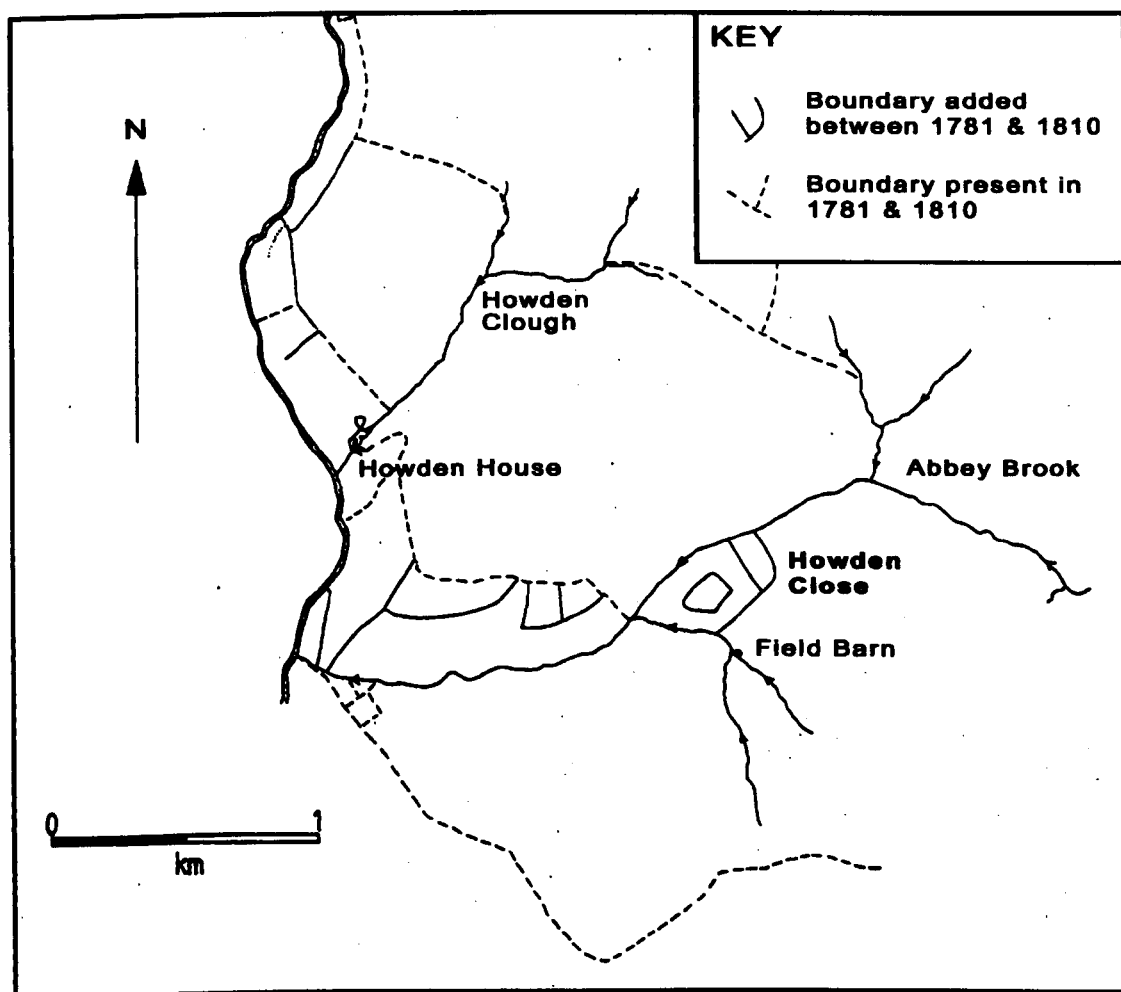 KEY
Boundary added
between 1781 & 1810
Boundary present in
1781 & 1810
N
Howden
Clough
Howden House
Abbey Brook
Howden
Close
Field Barn
0 1
km